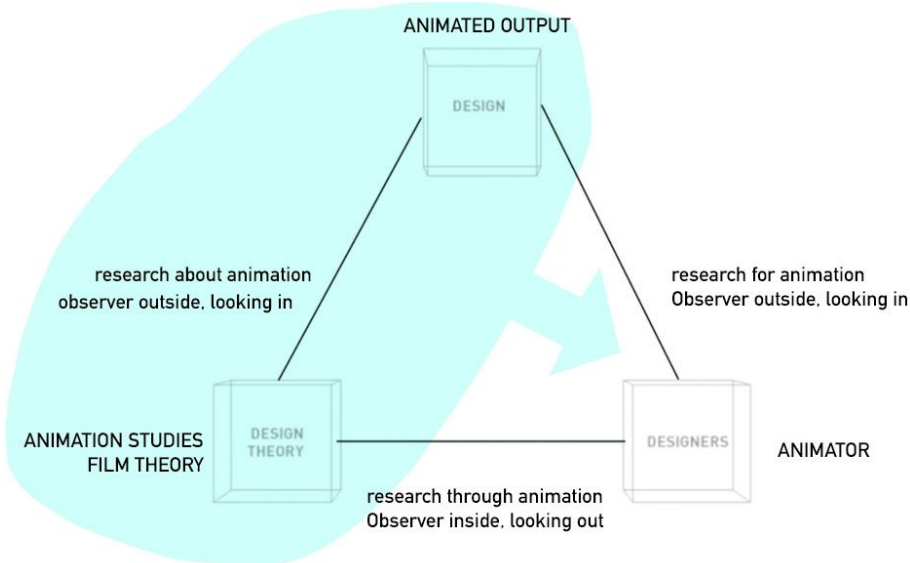 ANIMATED OUTPUT
DESIGN
research about animation
observer outside, looking in
research for animation
Observer outside, looking in
ANIMATION STUDIES
FILM THEORY
DESIGN
THEORY
DESIGNERS
ANIMATOR
research through animation
Observer inside, looking out